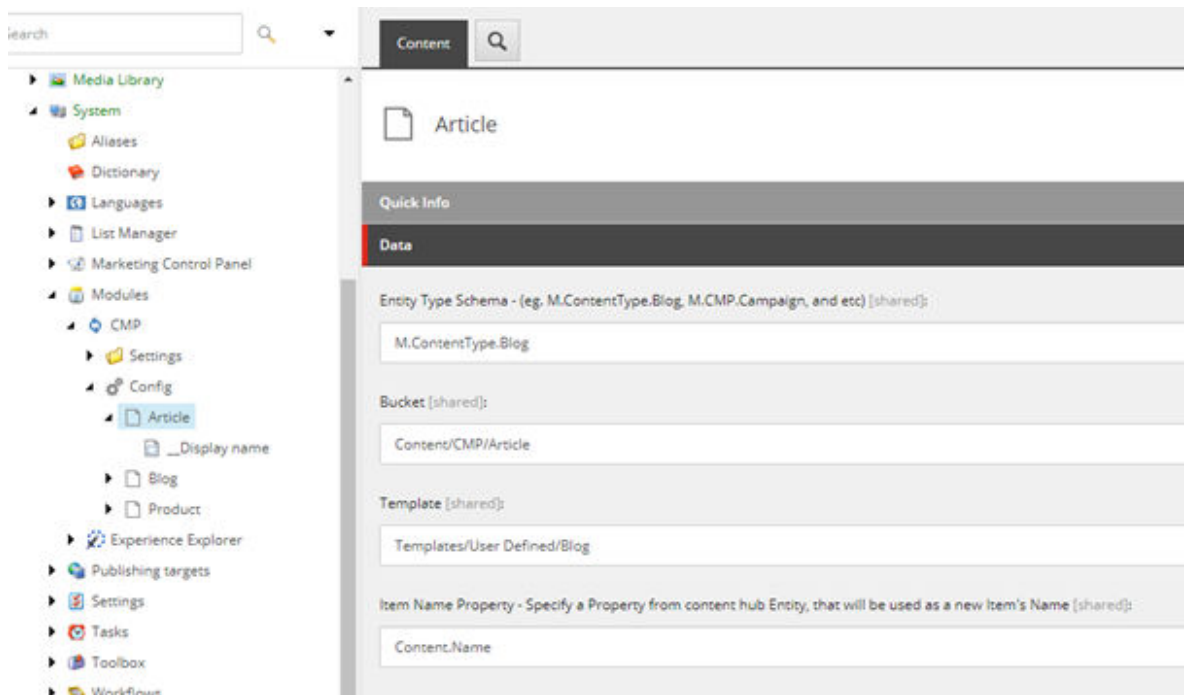 Search
Media Library
System
Aliases
Dictionary
Languages
List Manager
Marketing Control Panel
Modules
CMP
Settings
Config
Article
__Display name
Blog
Product
Experience Explorer
Publishing targets
Settings
Tasks
Toolbox
Workflows
Content
Article
Quick Info
Data
Entity Type Schema - (eg. M.ContentType.Blog, M.CMP.Campaign, and etc) [shared]:
M.ContentType.Blog
Bucket [shared]:
Content/CMP/Article
Template [shared]:
Templates/User Defined/Blog
Item Name Property - Specify a Property from content hub Entity, that will be used as a new Item's Name [shared]:
Content.Name